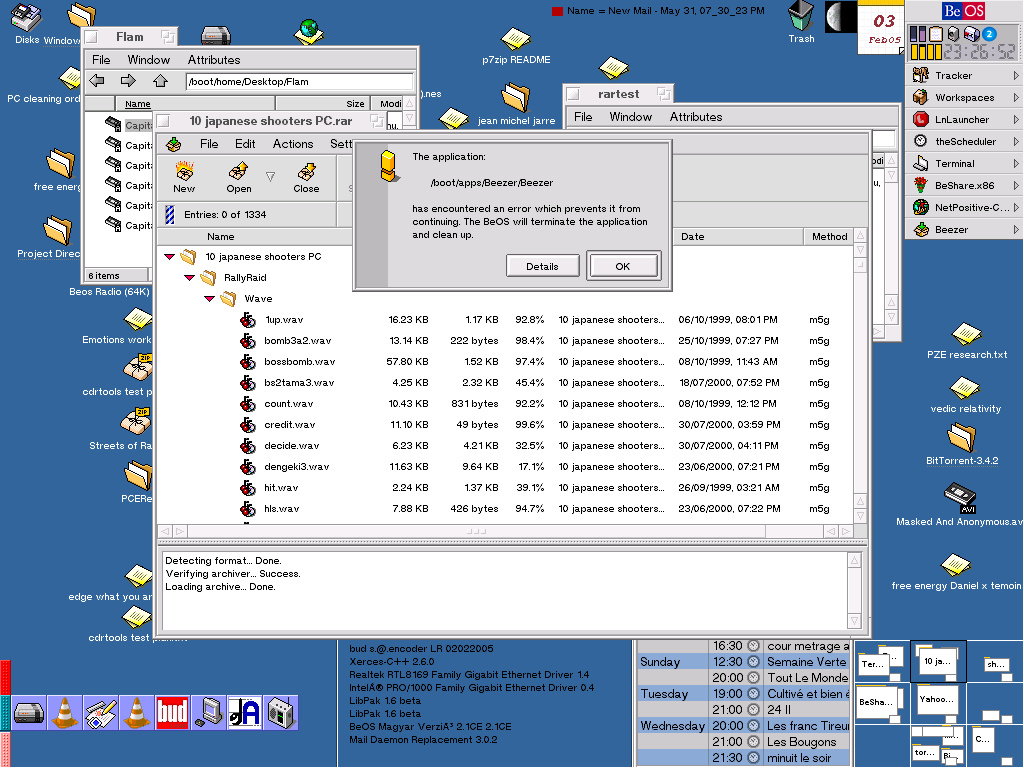 Name = New Mail - May 31, 07_30_23 PM
Disks
Window
Trash
03
Feb05
BeOS
2
23:26:52
Tracker
Workspaces
LnLauncher
theScheduler
Terminal
BeShare.x86
NetPositive-C...
Beezer
p7zip README
jean michel jarre
).nes
PC cleaning ord
free energ
Project Direc
Beos Radio (64K)
Emotions work
ZIP
cdrtools test p
ZIP
Streets of Ra
PCERe
edge what you ar
cdrtools test plan.txt
Flam
File Window Attributes
/boot/home/Desktop/Flam
Name Size Modi
Capita
Capita
Capita
Capita
Capita
Capita
6 items
rartest
File Window Attributes
odi
u,
10 japanese shooters PC.rar
File Edit Actions Sett
New Open Close
Entries: 0 of 1334
Name Date Method
10 japanese shooters PC
RallyRaid
Wave
1up.wav 16.23 KB 1.17 KB 92.8% 10 japanese shooters... 06/10/1999, 08:01 PM m5g
bomb3a2.wav 13.14 KB 222 bytes 98.4% 10 japanese shooters... 25/10/1999, 07:27 PM m5g
bossbomb.wav 57.80 KB 1.52 KB 97.4% 10 japanese shooters... 08/10/1999, 11:43 AM m5g
bs2tama3.wav 4.25 KB 2.32 KB 45.4% 10 japanese shooters... 18/07/2000, 07:52 PM m5g
count.wav 10.43 KB 831 bytes 92.2% 10 japanese shooters... 08/10/1999, 12:12 PM m5g
credit.wav 11.10 KB 49 bytes 99.6% 10 japanese shooters... 30/07/2000, 03:59 PM m5g
decide.wav 6.23 KB 4.21 KB 32.5% 10 japanese shooters... 30/07/2000, 04:11 PM m5g
dengeki3.wav 11.63 KB 9.64 KB 17.1% 10 japanese shooters... 23/06/2000, 07:21 PM m5g
hit.wav 2.24 KB 1.37 KB 39.1% 10 japanese shooters... 26/09/1999, 03:21 AM m5g
hls.wav 7.88 KB 426 bytes 94.7% 10 japanese shooters... 23/06/2000, 07:22 PM m5g
Detecting format... Done.
Verifying archiver... Success.
Loading archive... Done.
The application:
/boot/apps/Beezer/Beezer
has encountered an error which prevents it from
continuing. The BeOS will terminate the application
and clean up.
Details OK
PZE research.txt
vedic relativity
BitTorrent-3.4.2
AVI
Masked And Anonymous.av
free energy Daniel x temoin
bud
bud s.@.encoder LR 02022005
Xerces-C++ 2.6.0
Realtek RTL8169 Family Gigabit Ethernet Driver 1.4
IntelÂ® PRO/1000 Family Gigabit Ethernet Driver 0.4
LibPak 1.6 beta
LibPak 1.6 beta
BeOS Magyar VerziÃ³ 2.1CE 2.1CE
Mail Daemon Replacement 3.0.2
16:30 cour metrage a
Sunday 12:30 Semaine Verte
20:00 Tout Le Monde
Tuesday 19:00 Cultivé et bien é
21:00 24 II
Wednesday 20:00 Les franc Tireur
21:00 Les Bougons
21:30 minuit le soir
Ter... 10 ja... sh...
BeSha... Yahoo...
tor... Bi... C...